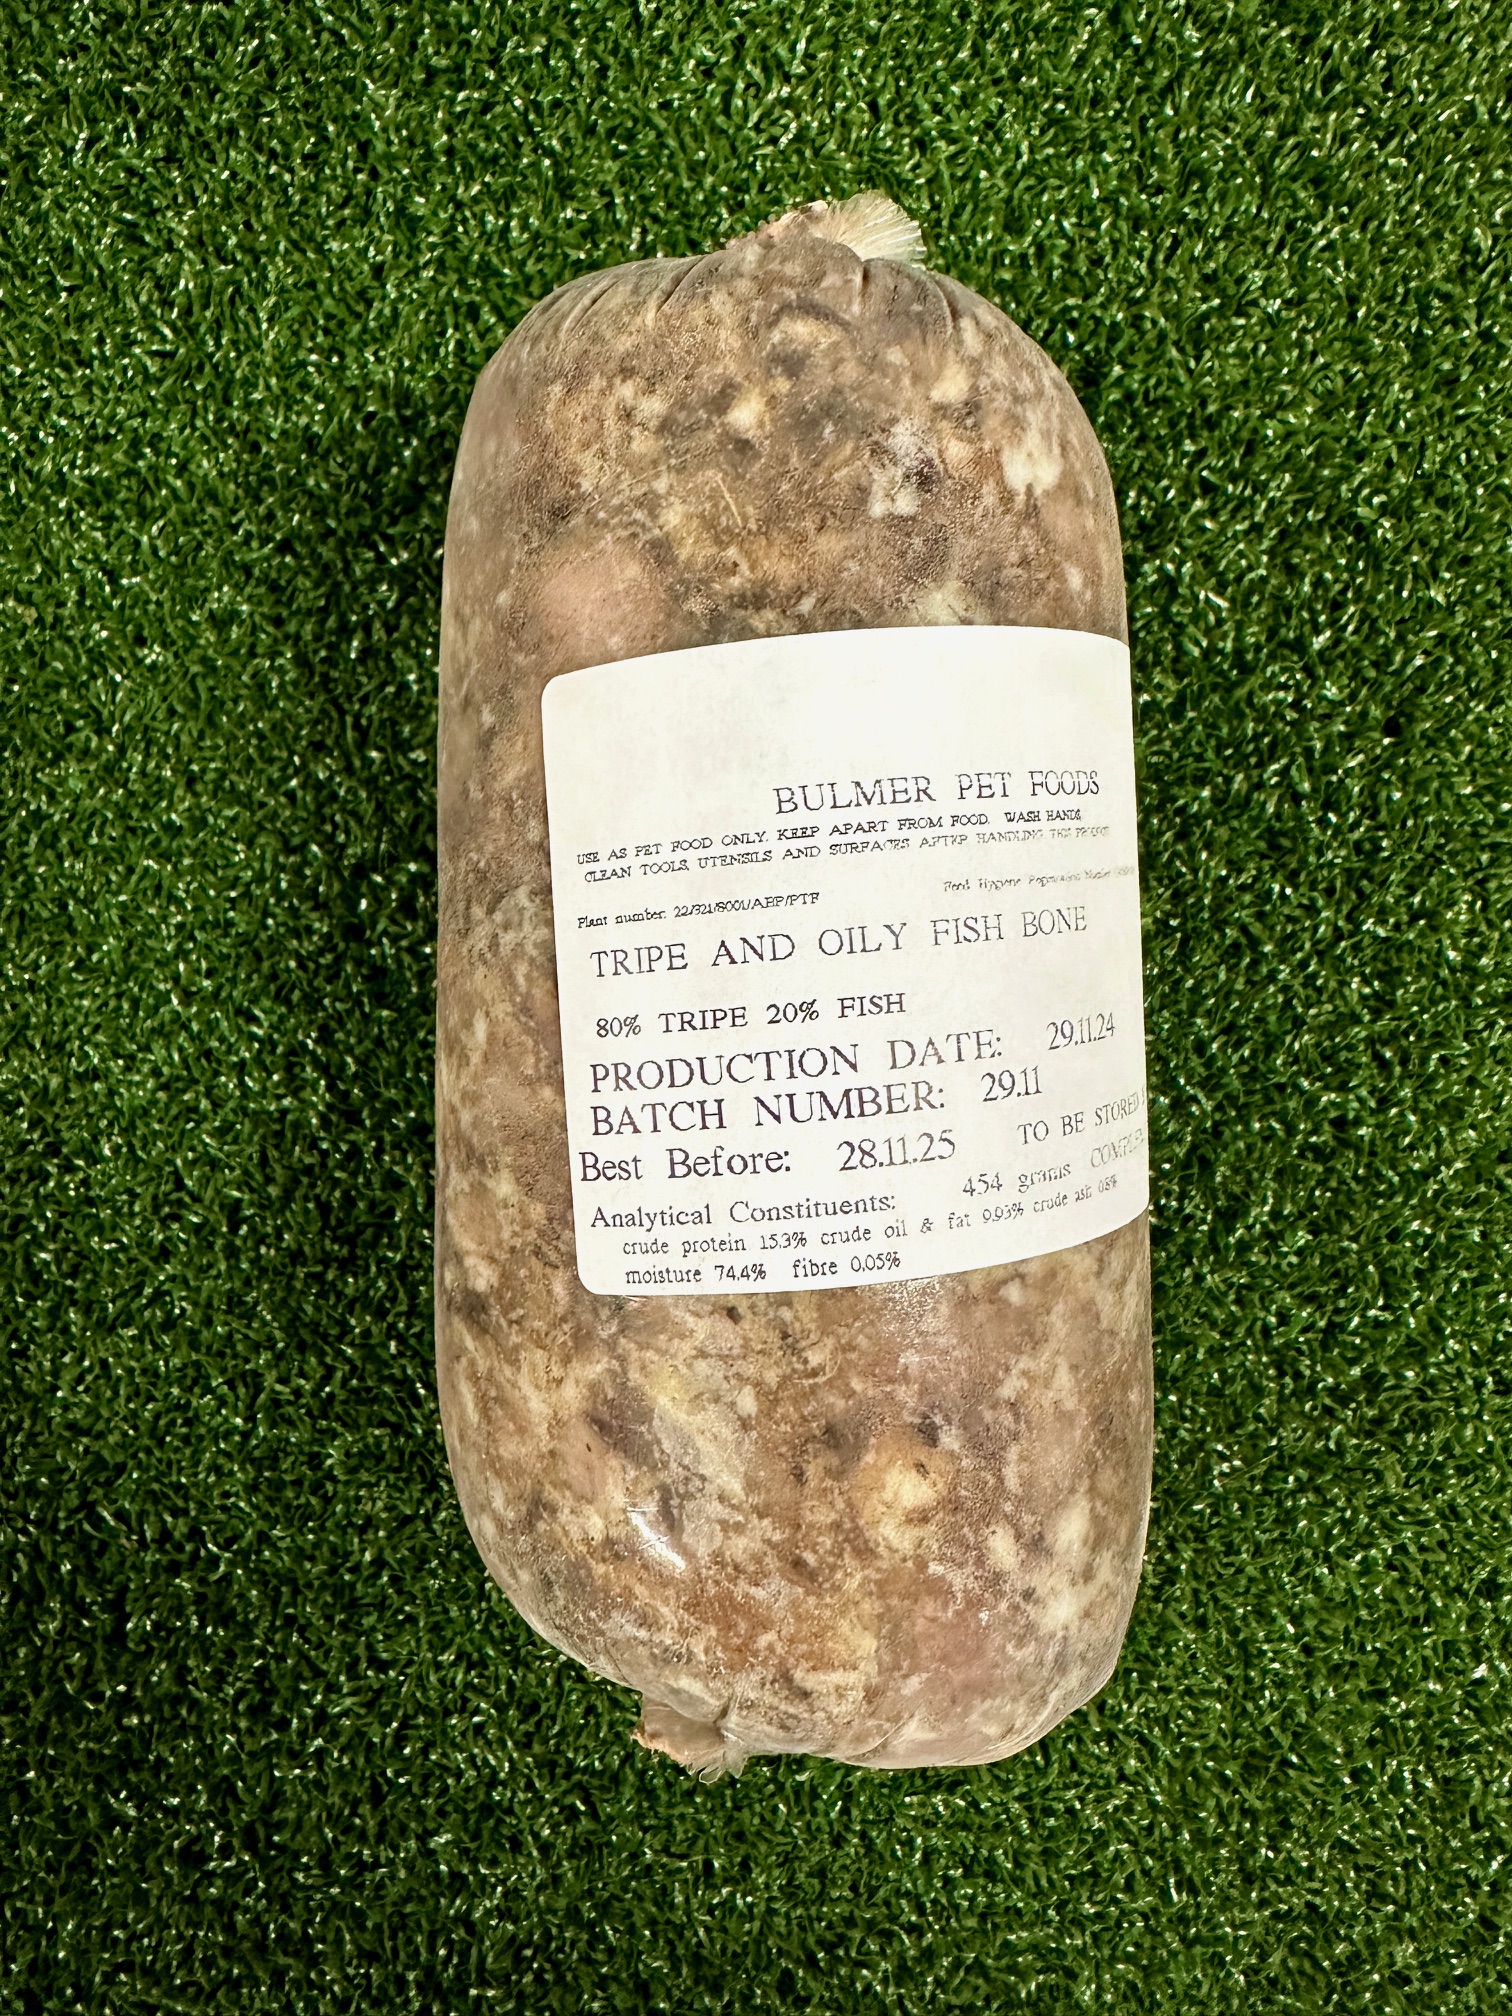 BULMER PET FOODS
USE AS PET FOOD ONLY. KEEP APART FROM FOOD. WASH HANDS,
CLEAN TOOLS, UTENSILS AND SURFACES AFTER HANDLING THIS PRODUCT
Food Hygiene
Plant number: 22/321/8001/ABP/PTF
TRIPE AND OILY FISH BONE
80% TRIPE 20% FISH
PRODUCTION DATE: 29.11.24
BATCH NUMBER: 29.11
Best Before: 28.11.25
TO BE STORED
454 grams
Analytical Constituents:
crude protein 15.3% crude oil & fat 9.93% crude ash
moisture 74.4% fibre 0.05%